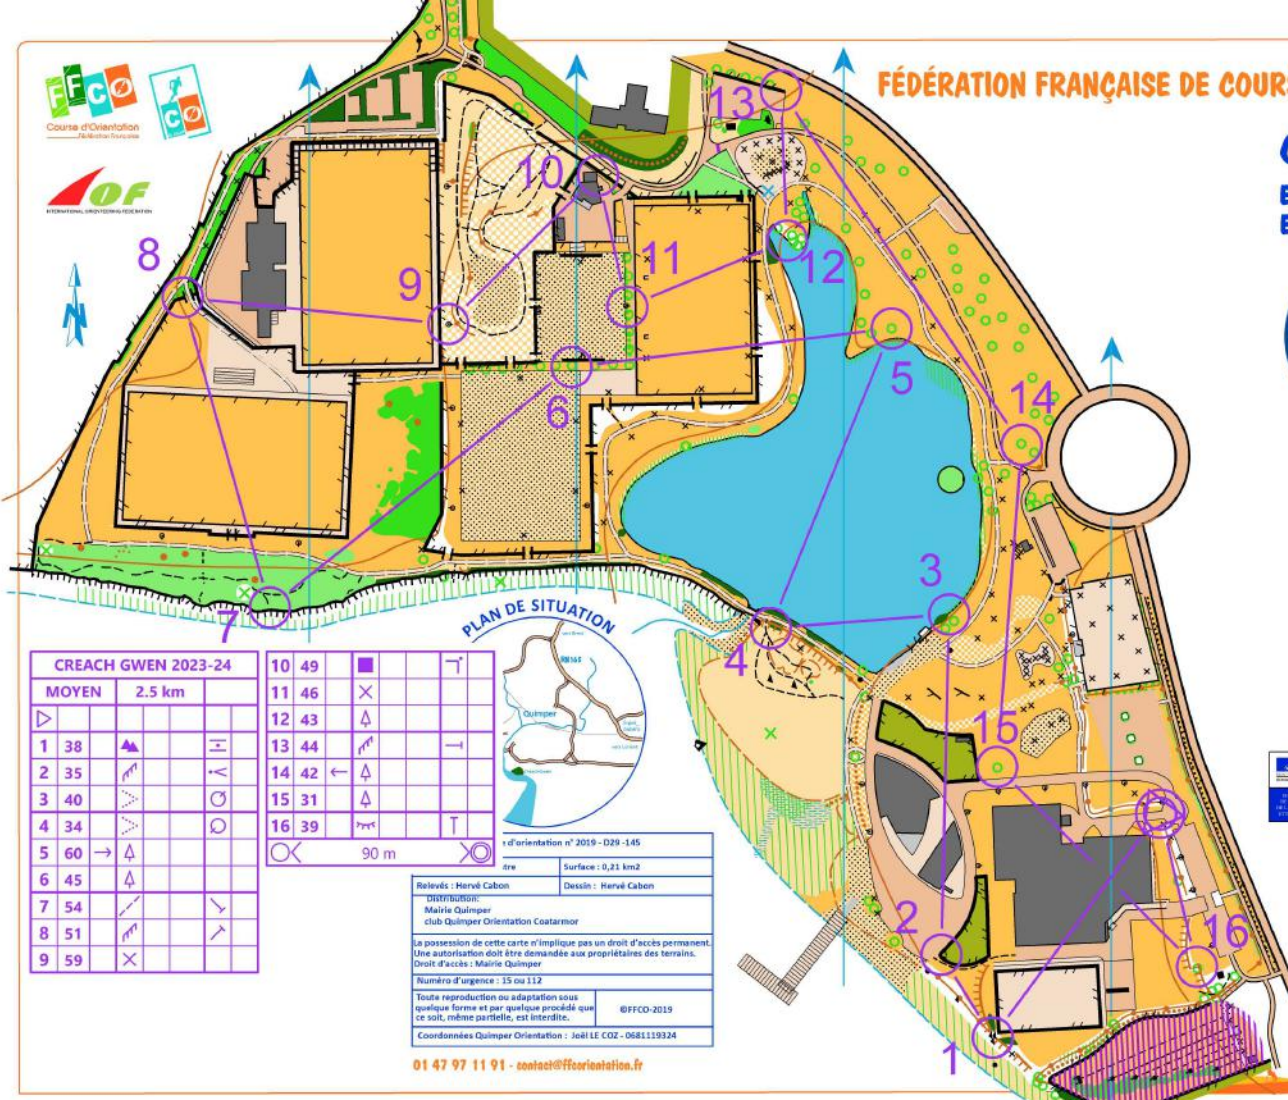 FÉDÉRATION FRANÇAISE DE COUR
FFCO
Course d'Orientation
Fédération Française
CO
IOF
INTERNATIONAL ORIENTEERING FEDERATION
N
13
10
8
11
9
12
5
14
6
3
7
4
15
2
16
1
PLAN DE SITUATION
Quimper
CREACH GWEN 2023-24
MOYEN 2.5 km
1 38
2 35
3 40
4 34
5 60 →
6 45
7 54
8 51
9 59
10 49
11 46
12 43
13 44
14 42 ←
15 31
16 39
90 m
e d'orientation n° 2019 - D29 -145
tre
Surface : 0,21 km2
Relevés : Hervé Cabon
Dessin : Hervé Cabon
Distribution:
Mairie Quimper
club Quimper Orientation Coatarmor
La possession de cette carte n'implique pas un droit d'accès permanent.
Une autorisation doit être demandée aux propriétaires des terrains.
Droit d'accès : Mairie Quimper
Numéro d'urgence : 15 ou 112
Toute reproduction ou adaptation sous
quelque forme et par quelque procédé que
ce soit, même partielle, est interdite.
©FFCO-2019
Coordonnées Quimper Orientation : Joël LE COZ - 0681119324
01 47 97 11 91 - contact@ffcorientation.fr